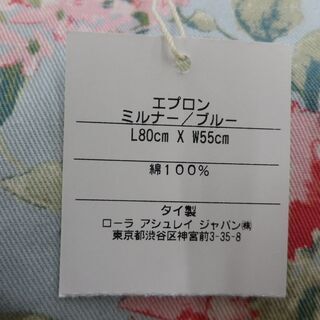 エプロン
ミルナー／ブルー
L80cm X W55cm
綿１００％
タイ製
ローラ アシュレイ ジャパン㈱
東京都渋谷区神宮前3-35-8